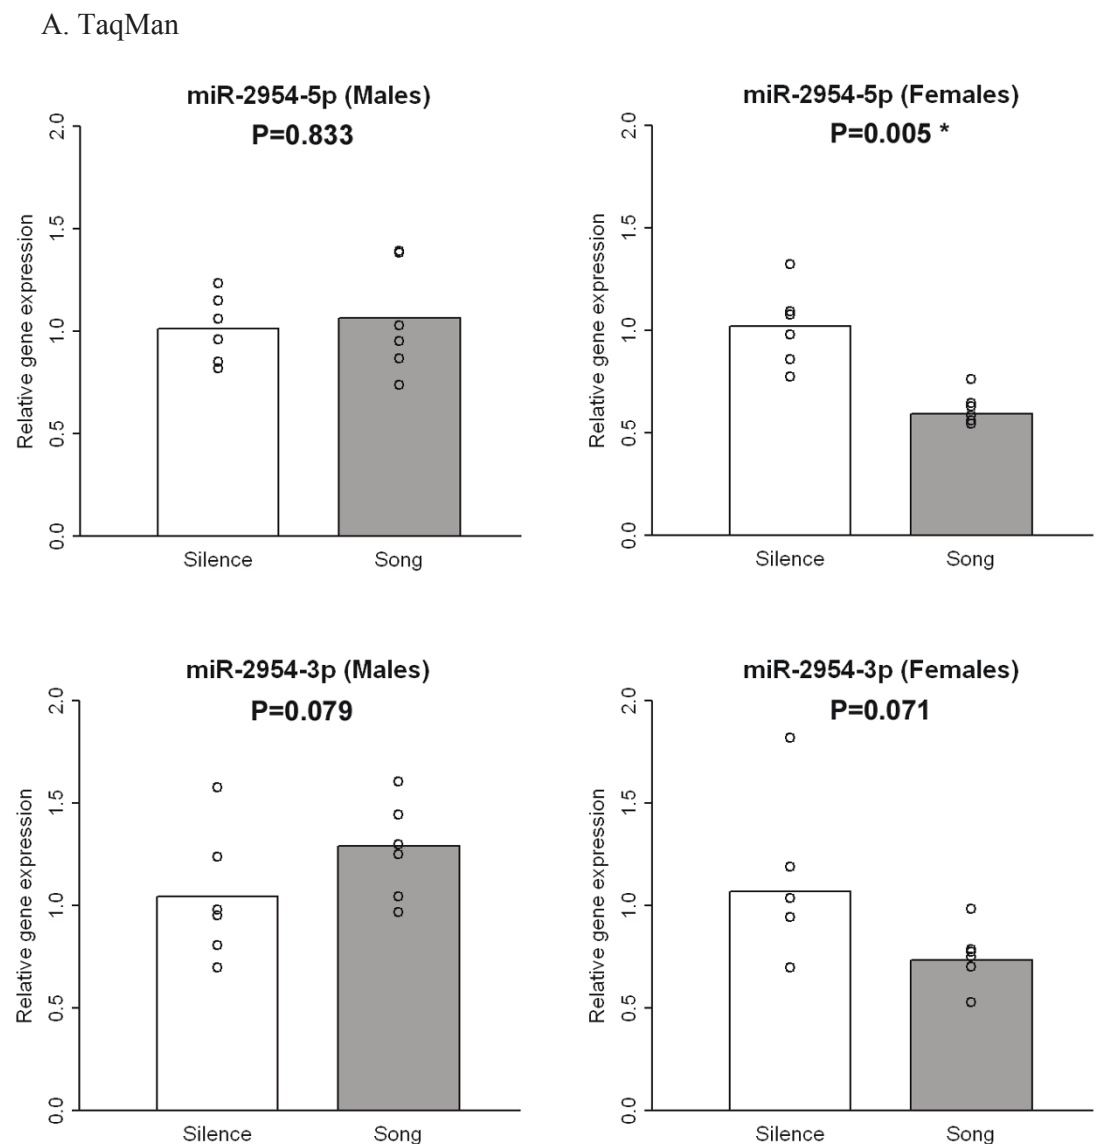 A. TaqMan
miR-2954-5p (Males)
P=0.833
Relative gene expression
2.0
1.5
1.0
0.5
0.0
Silence Song
miR-2954-5p (Females)
P=0.005 *
Relative gene expression
2.0
1.5
1.0
0.5
0.0
Silence Song
miR-2954-3p (Males)
P=0.079
Relative gene expression
2.0
1.5
1.0
0.5
0.0
Silence Song
miR-2954-3p (Females)
P=0.071
Relative gene expression
2.0
1.5
1.0
0.5
0.0
Silence Song